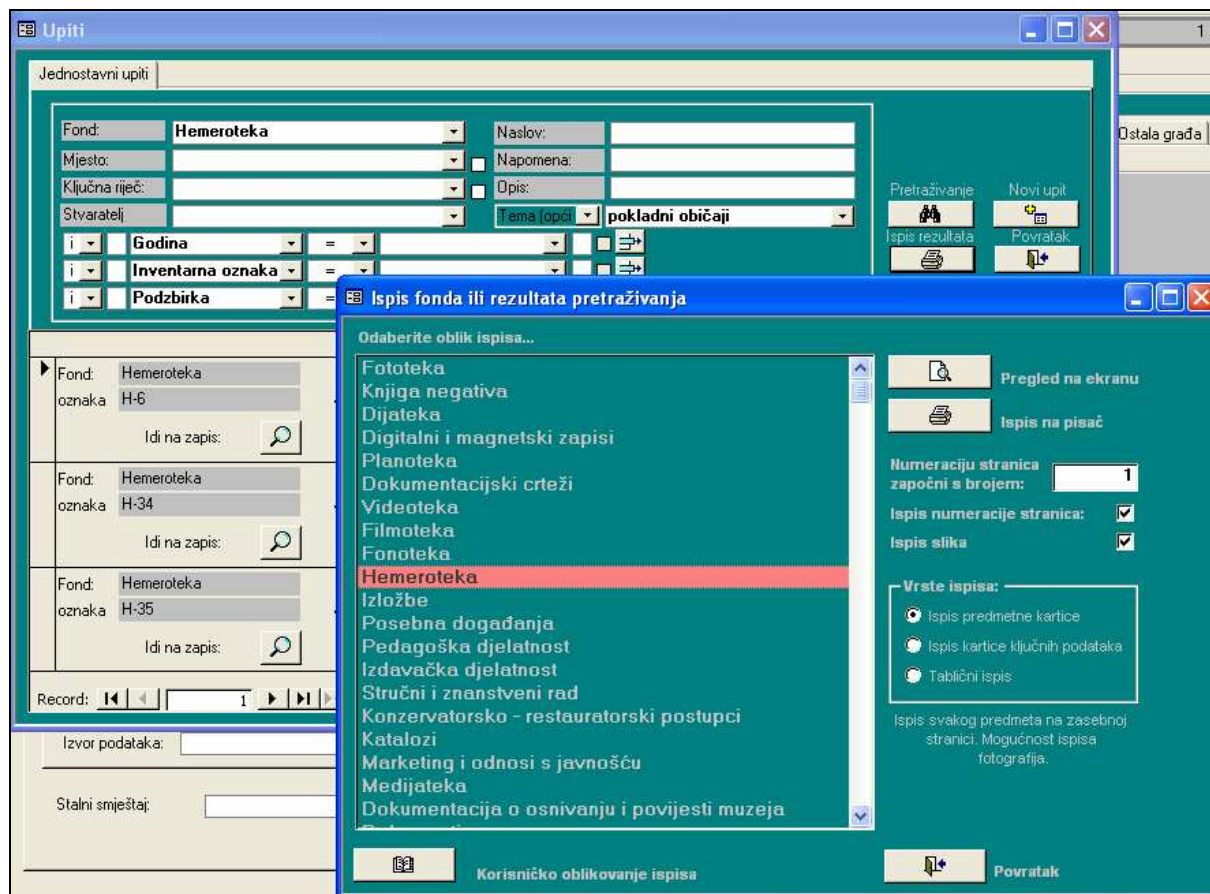 Upiti
1
Jednostavni upiti
Ostala građa
Fond: Hemeroteka Naslov:
Mjesto: Napomena:
Ključna riječ: Opis:
Stvaratelj Tema (opći pokladni običaji
Pretraživanje Novi upit
Ispis rezultata Povratak
i Godina =
i Inventarna oznaka =
i Podzbirka =
Fond: Hemeroteka
oznaka H-6
Idi na zapis:
Fond: Hemeroteka
oznaka H-34
Idi na zapis:
Fond: Hemeroteka
oznaka H-35
Idi na zapis:
Record: 1
Izvor podataka:
Stalni smještaj:
Ispis fonda ili rezultata pretraživanja
Odaberite oblik ispisa...
Fototeka
Knjiga negativa
Dijateka
Digitalni i magnetski zapisi
Planoteka
Dokumentacijski crteži
Videoteka
Filmoteka
Fonoteka
Hemeroteka
Izložbe
Posebna događanja
Pedagoška djelatnost
Izdavačka djelatnost
Stručni i znanstveni rad
Konzervatorsko - restauratorski postupci
Katalozi
Marketing i odnosi s javnošću
Medijateka
Dokumentacija o osnivanju i povijesti muzeja
Pregled na ekranu
Ispis na pisač
Numeraciju stranica
započni s brojem: 1
Ispis numeracije stranica:
Ispis slika
Vrste ispisa:
Ispis predmetne kartice
Ispis kartice ključnih podataka
Tablični ispis
Ispis svakog predmeta na zasebnoj
stranici. Mogućnost ispisa
fotografija.
Korisničko oblikovanje ispisa
Povratak